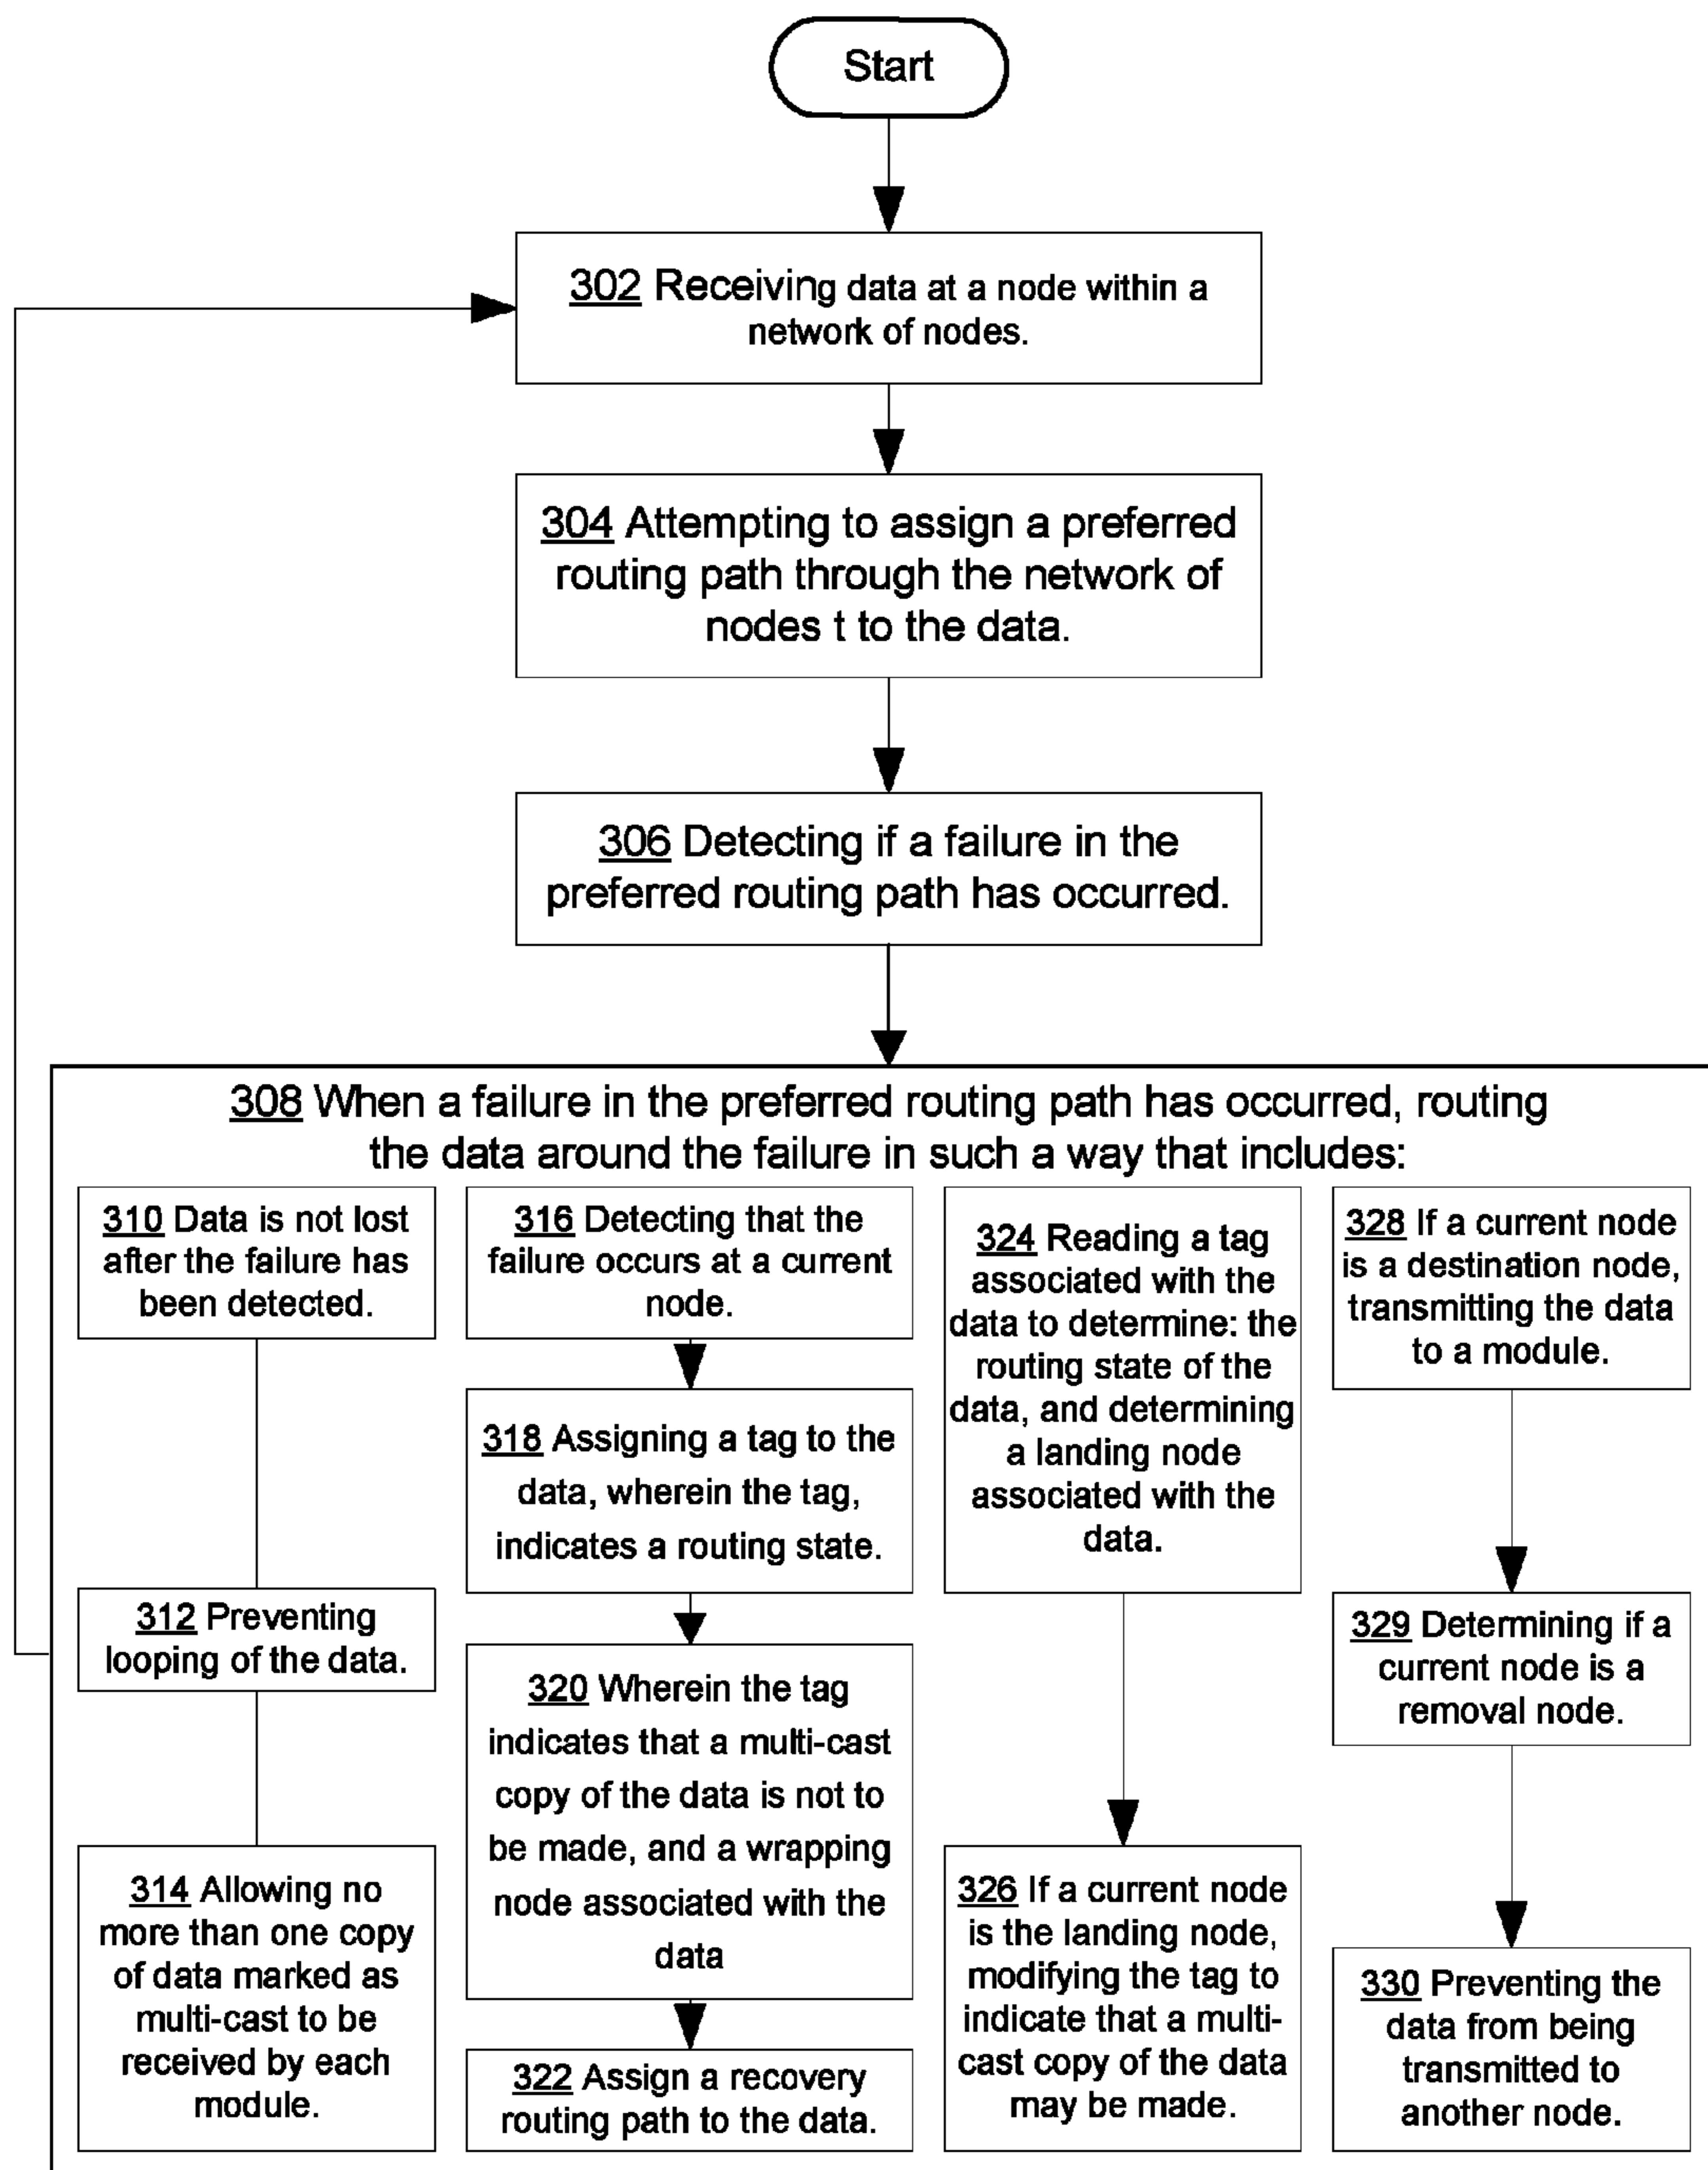 Start
302 Receiving data at a node within a
network of nodes.
304 Attempting to assign a preferred
routing path through the network of
nodes t to the data.
306 Detecting if a failure in the
preferred routing path has occurred.
308 When a failure in the preferred routing path has occurred, routing
the data around the failure in such a way that includes:
310 Data is not lost
after the failure has
been detected.
312 Preventing
looping of the data.
314 Allowing no
more than one copy
of data marked as
multi-cast to be
received by each
module.
316 Detecting that the
failure occurs at a current
node.
318 Assigning a tag to the
data, wherein the tag,
indicates a routing state.
320 Wherein the tag
indicates that a multi-cast
copy of the data is not to
be made, and a wrapping
node associated with the
data
322 Assign a recovery
routing path to the data.
324 Reading a tag
associated with the
data to determine: the
routing state of the
data, and determining
a landing node
associated with the
data.
326 If a current node
is the landing node,
modifying the tag to
indicate that a multi-
cast copy of the data
may be made.
328 If a current node
is a destination node,
transmitting the data
to a module.
329 Determining if a
current node is a
removal node.
330 Preventing the
data from being
transmitted to
another node.